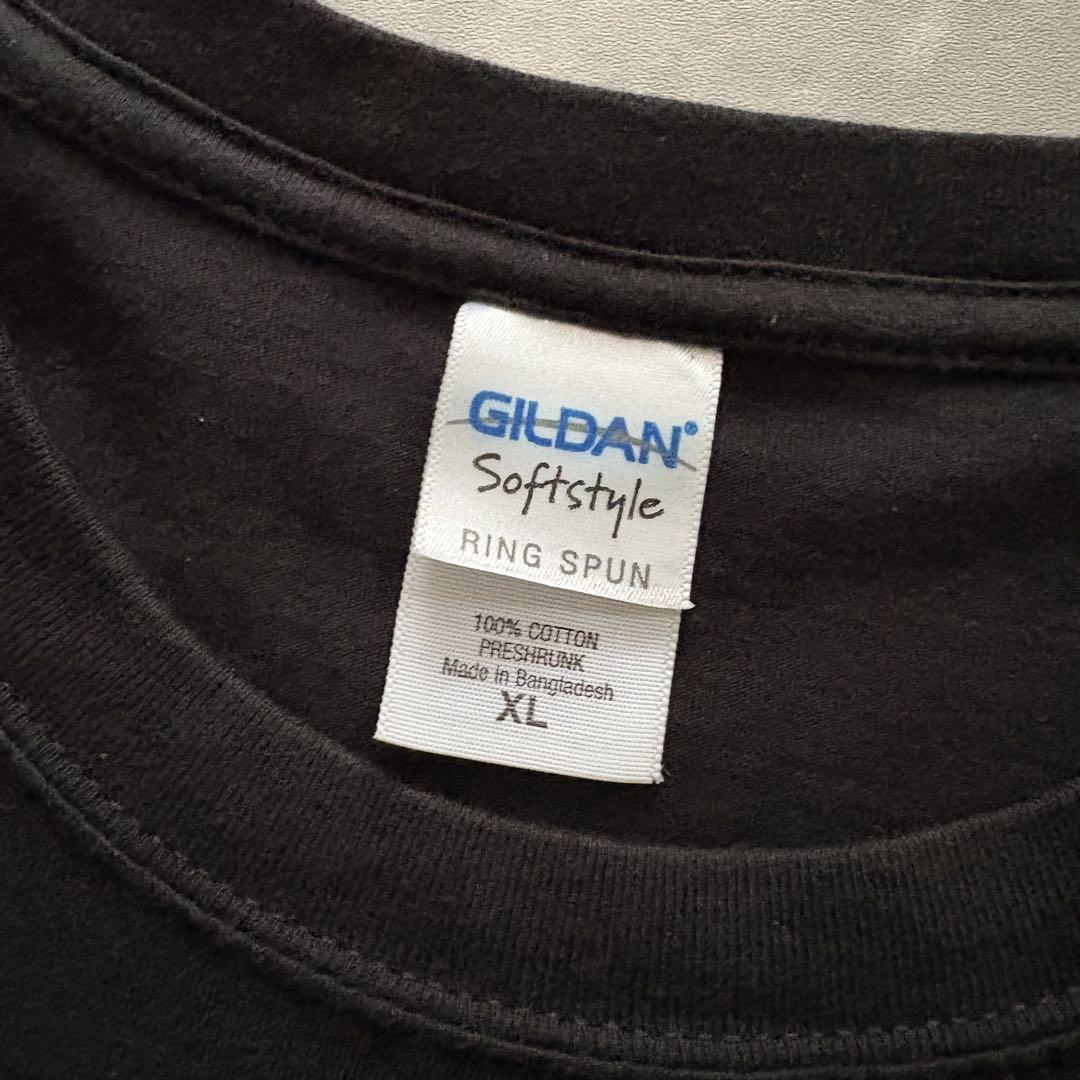 GILDAN®
Softstyle
RING SPUN
100% COTTON
PRESHRUNK
Made in Bangladesh
XL